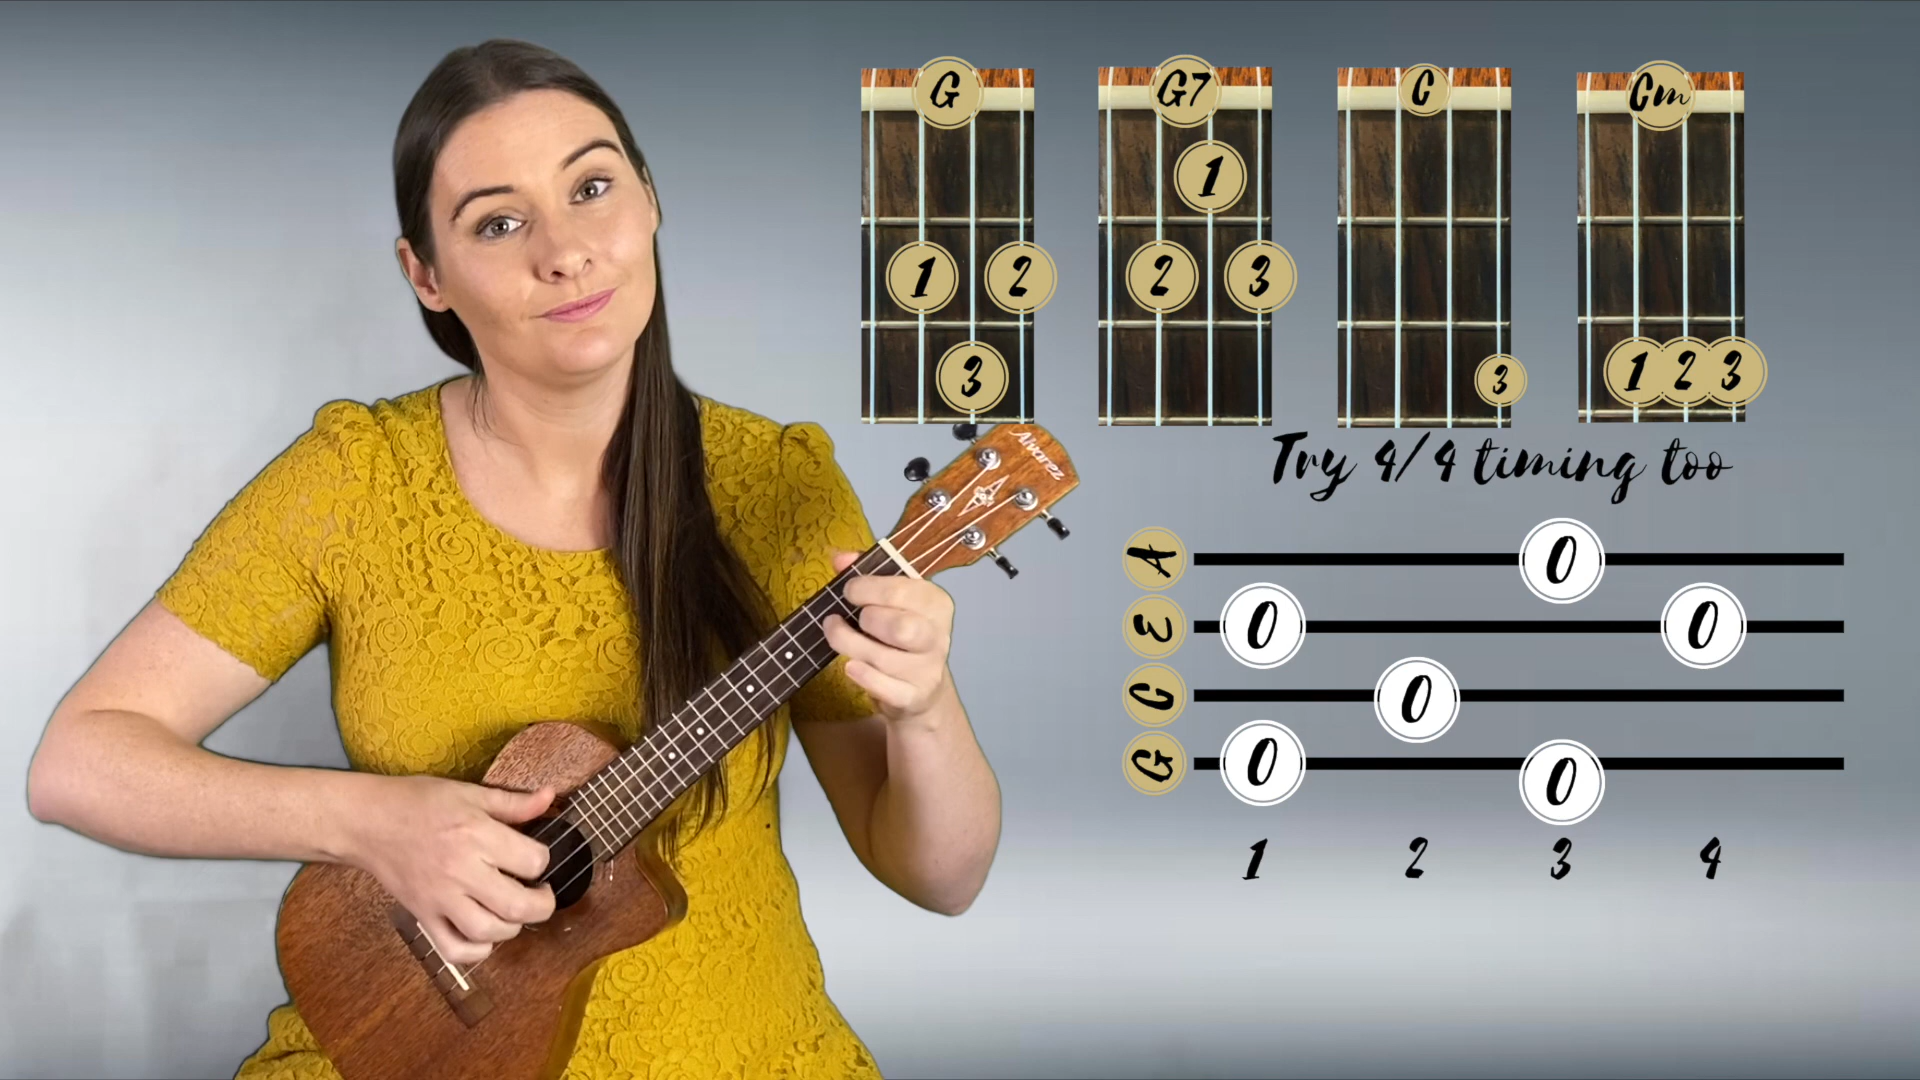 G G7 C Cm
1
1 2 2 3
3 3 1 2 3
Try 4/4 timing too
Alvarez
A 0
E 0 0
C 0
G 0 0
1 2 3 4